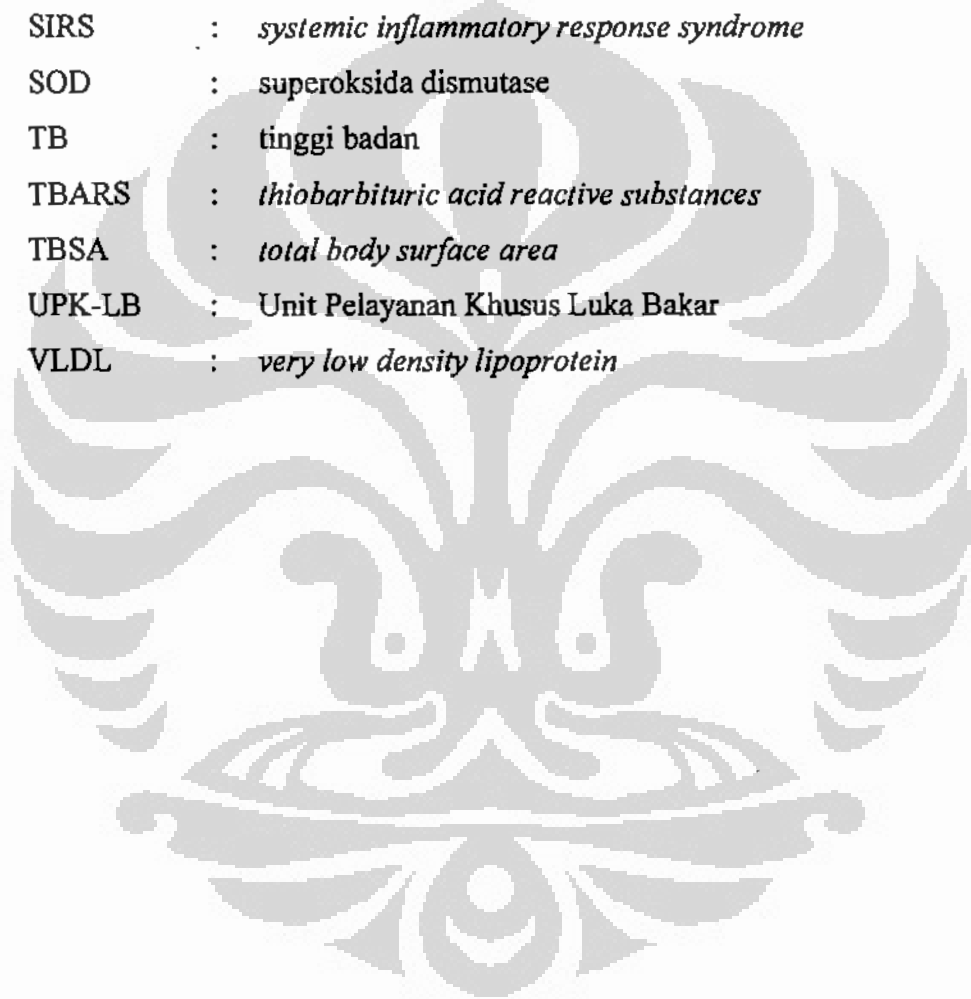 SIRS : systemic inflammatory response syndrome
SOD : superoksida dismutase
TB : tinggi badan
TBARS : thiobarbituric acid reactive substances
TBSA : total body surface area
UPK-LB : Unit Pelayanan Khusus Luka Bakar
VLDL : very low density lipoprotein